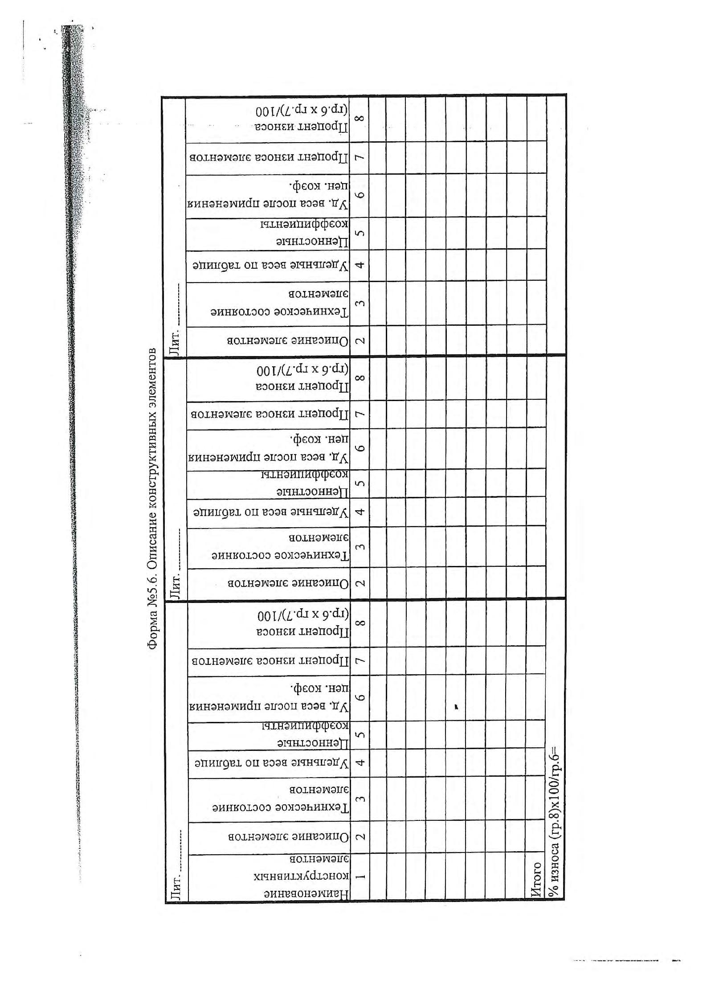 Форма №5.6. Описание конструктивных элементов
Лит.
Лит.
Лит.
Наименование
конструктивных
элементов
Описание элементов
Техническое состояние
элементов
Удельные веса по таблице
Ценностные
коэффициенты
Уд. веса после применения
цен. коэф.
Процент износа элементов
Процент износа
(гр.6 х гр.7)/100
Описание элементов
Техническое состояние
элементов
Удельные веса по таблице
Ценностные
коэффициенты
Уд. веса после применения
цен. коэф.
Процент износа элементов
Процент износа
(гр.6 х гр.7)/100
Описание элементов
Техническое состояние
элементов
Удельные веса по таблице
Ценностные
коэффициенты
Уд. веса после применения
цен. коэф.
Процент износа элементов
Процент износа
(гр.6 х гр.7)/100
1 2 3 4 5 6 7 8 2 3 4 5 6 7 8 2 3 4 5 6 7 8
Итого
% износа (гр.8)х100/гр.6=